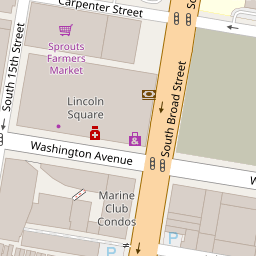 Carpenter Street
South 15th Street
Sprouts
Farmers
Market
Lincoln
Square
South Broad Street
Washington Avenue
W
Marine
Club
Condos
P
P